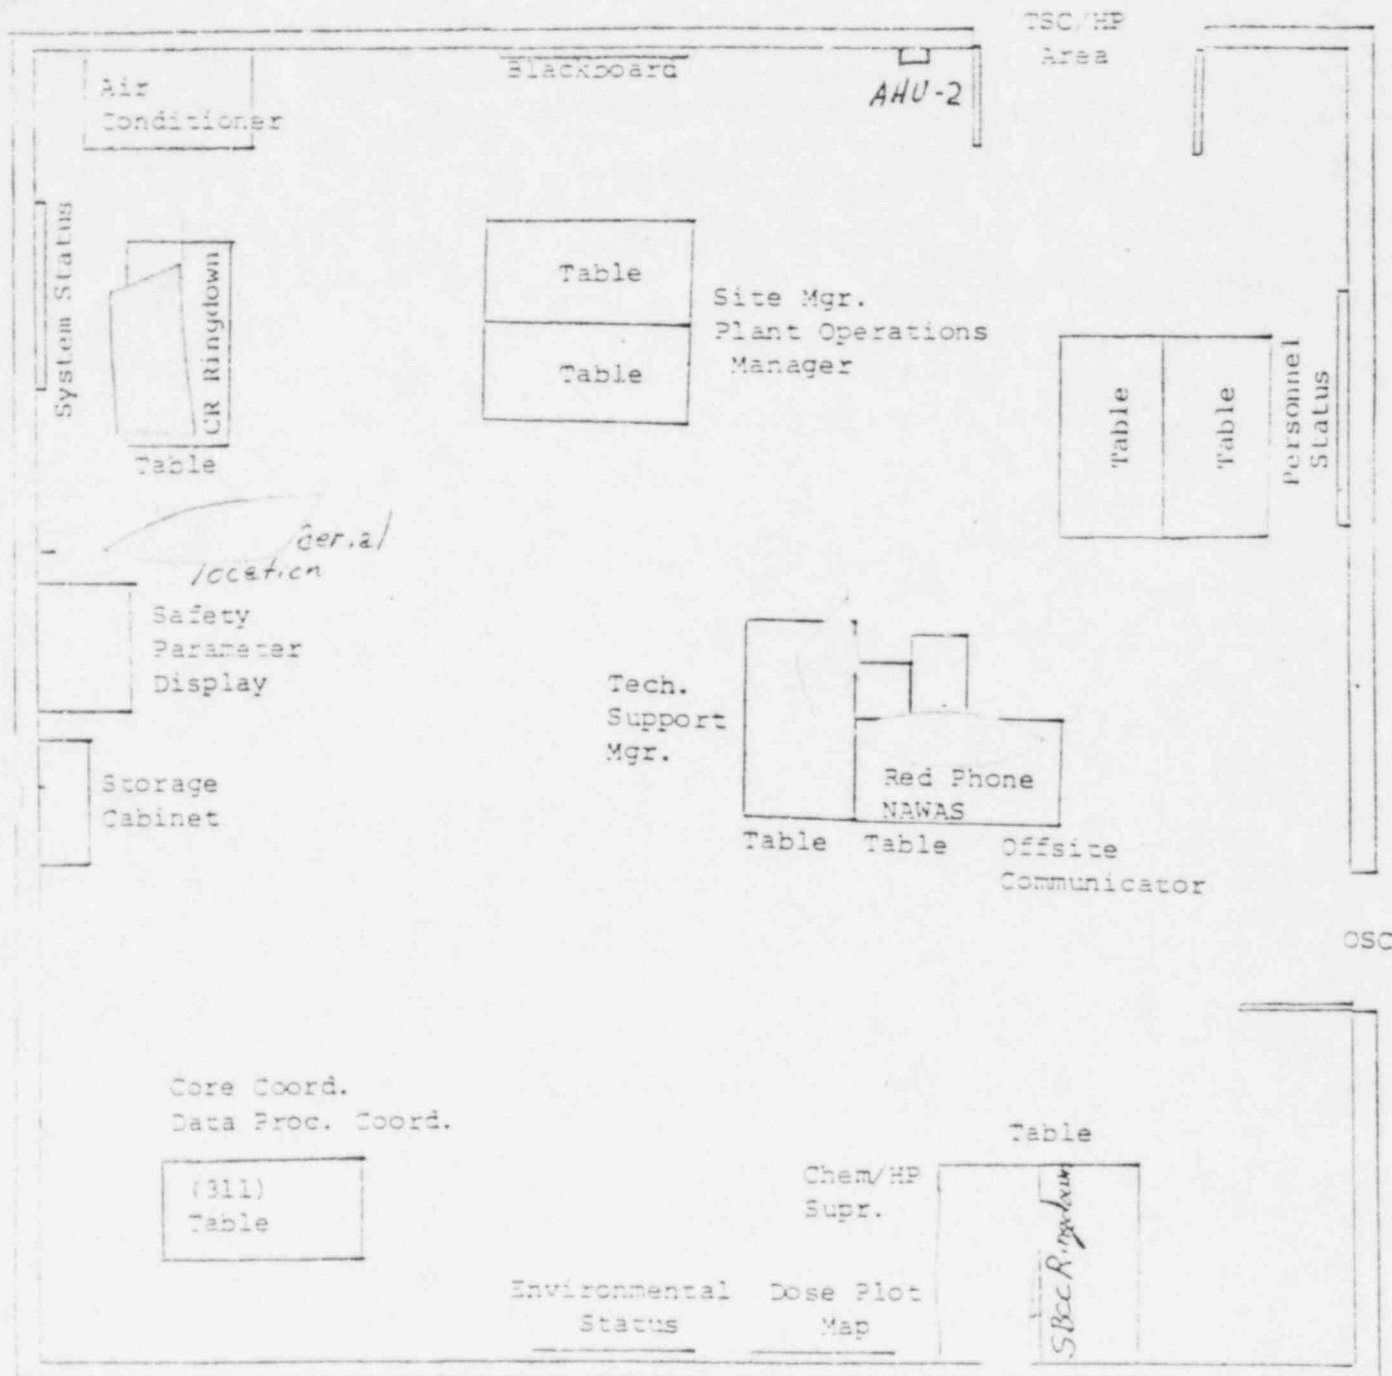 TSC/HP
Area
Blackboard
AHU-2
Air
Conditioner
System Status
CR Ringdown
Table
Table
Table
Site Mgr.
Plant Operations
Manager
Table
Table
Personnel
Status
aerial
location
Safety
Parameter
Display
Tech.
Support
Mgr.
Storage
Cabinet
Red Phone
NAWAS
Table
Table
Offsite
Communicator
OSC
Core Coord.
Data Proc. Coord.
(311)
Table
Table
Chem/HP
Supr.
SBCC Ringdown
Environmental
Status
Dose Plot
Map